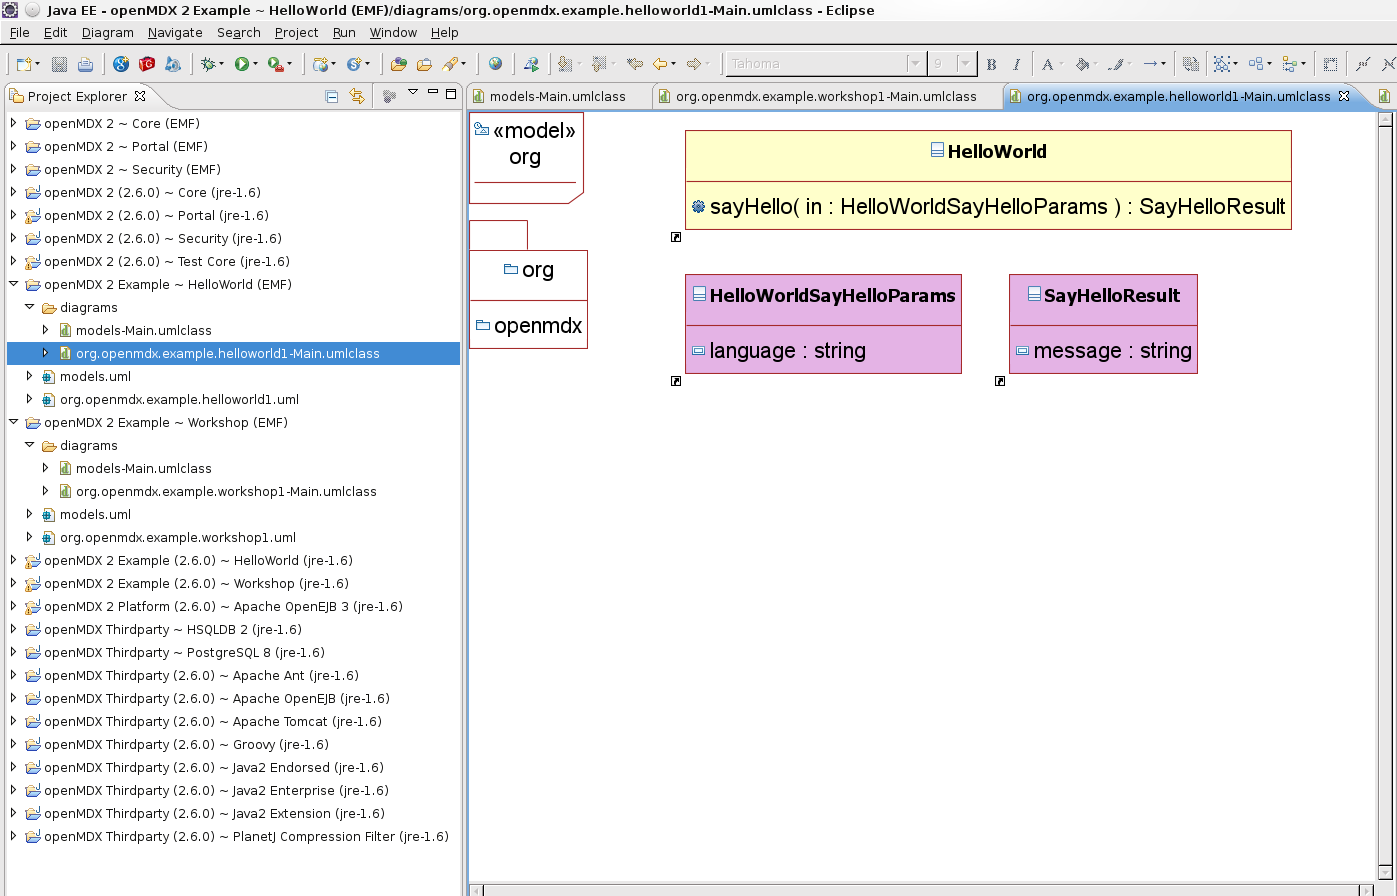 Java EE - openMDX 2 Example ~ HelloWorld (EMF)/diagrams/org.openmdx.example.helloworld1-Main.umlclass - Eclipse
File Edit Diagram Navigate Search Project Run Window Help
Tahoma 9 B I A
Project Explorer
models-Main.umlclass org.openmdx.example.workshop1-Main.umlclass org.openmdx.example.helloworld1-Main.umlclass
openMDX 2 ~ Core (EMF)
openMDX 2 ~ Portal (EMF)
openMDX 2 ~ Security (EMF)
openMDX 2 (2.6.0) ~ Core (jre-1.6)
openMDX 2 (2.6.0) ~ Portal (jre-1.6)
openMDX 2 (2.6.0) ~ Security (jre-1.6)
openMDX 2 (2.6.0) ~ Test Core (jre-1.6)
openMDX 2 Example ~ HelloWorld (EMF)
diagrams
models-Main.umlclass
org.openmdx.example.helloworld1-Main.umlclass
models.uml
org.openmdx.example.helloworld1.uml
openMDX 2 Example ~ Workshop (EMF)
diagrams
models-Main.umlclass
org.openmdx.example.workshop1-Main.umlclass
models.uml
org.openmdx.example.workshop1.uml
openMDX 2 Example (2.6.0) ~ HelloWorld (jre-1.6)
openMDX 2 Example (2.6.0) ~ Workshop (jre-1.6)
openMDX 2 Platform (2.6.0) ~ Apache OpenEJB 3 (jre-1.6)
openMDX Thirdparty ~ HSQLDB 2 (jre-1.6)
openMDX Thirdparty ~ PostgreSQL 8 (jre-1.6)
openMDX Thirdparty (2.6.0) ~ Apache Ant (jre-1.6)
openMDX Thirdparty (2.6.0) ~ Apache OpenEJB (jre-1.6)
openMDX Thirdparty (2.6.0) ~ Apache Tomcat (jre-1.6)
openMDX Thirdparty (2.6.0) ~ Groovy (jre-1.6)
openMDX Thirdparty (2.6.0) ~ Java2 Endorsed (jre-1.6)
openMDX Thirdparty (2.6.0) ~ Java2 Enterprise (jre-1.6)
openMDX Thirdparty (2.6.0) ~ Java2 Extension (jre-1.6)
openMDX Thirdparty (2.6.0) ~ PlanetJ Compression Filter (jre-1.6)
«model»
org
org
openmdx
HelloWorld
sayHello( in : HelloWorldSayHelloParams ) : SayHelloResult
HelloWorldSayHelloParams
language : string
SayHelloResult
message : string